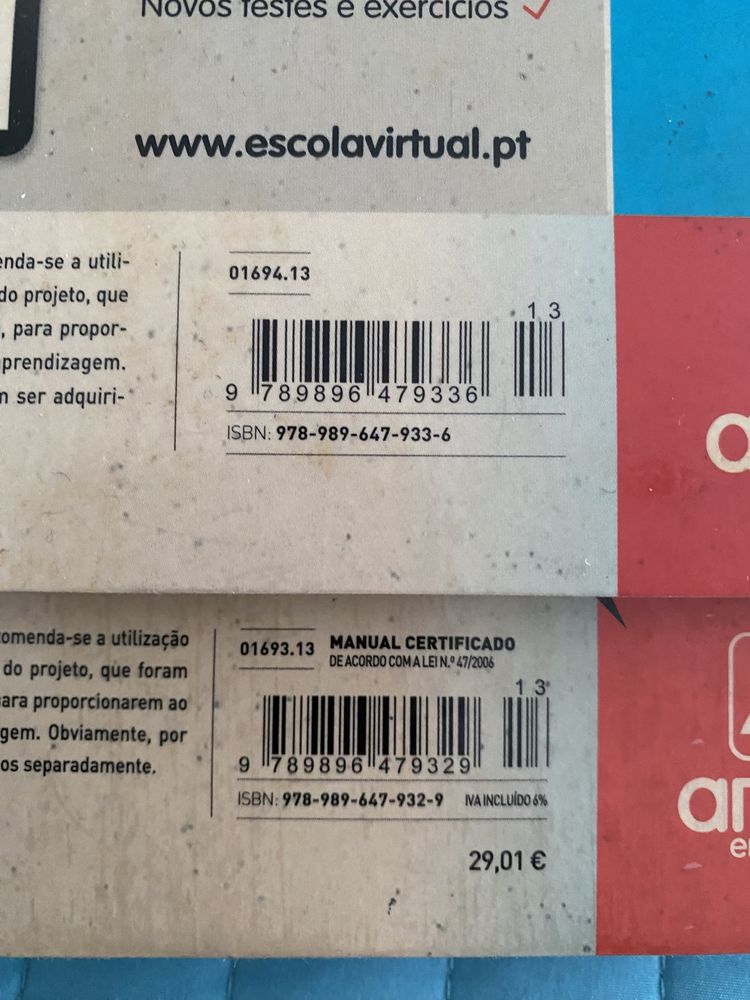 Novos testes e exercícios
www.escolavirtual.pt
enda-se a utili-
do projeto, que
, para propor-
prendizagem.
m ser adquiri-
01694.13
13
9 789896 479336
ISBN: 978-989-647-933-6
a
omenda-se a utilização
do projeto, que foram
ara proporcionarem ao
gem. Obviamente, por
os separadamente.
01693.13 MANUAL CERTIFICADO
DE ACORDO COM A LEI N.º 47/2006
13
9 789896 479329
ISBN: 978-989-647-932-9 IVA INCLUÍDO 6%
29,01 €
ar
e